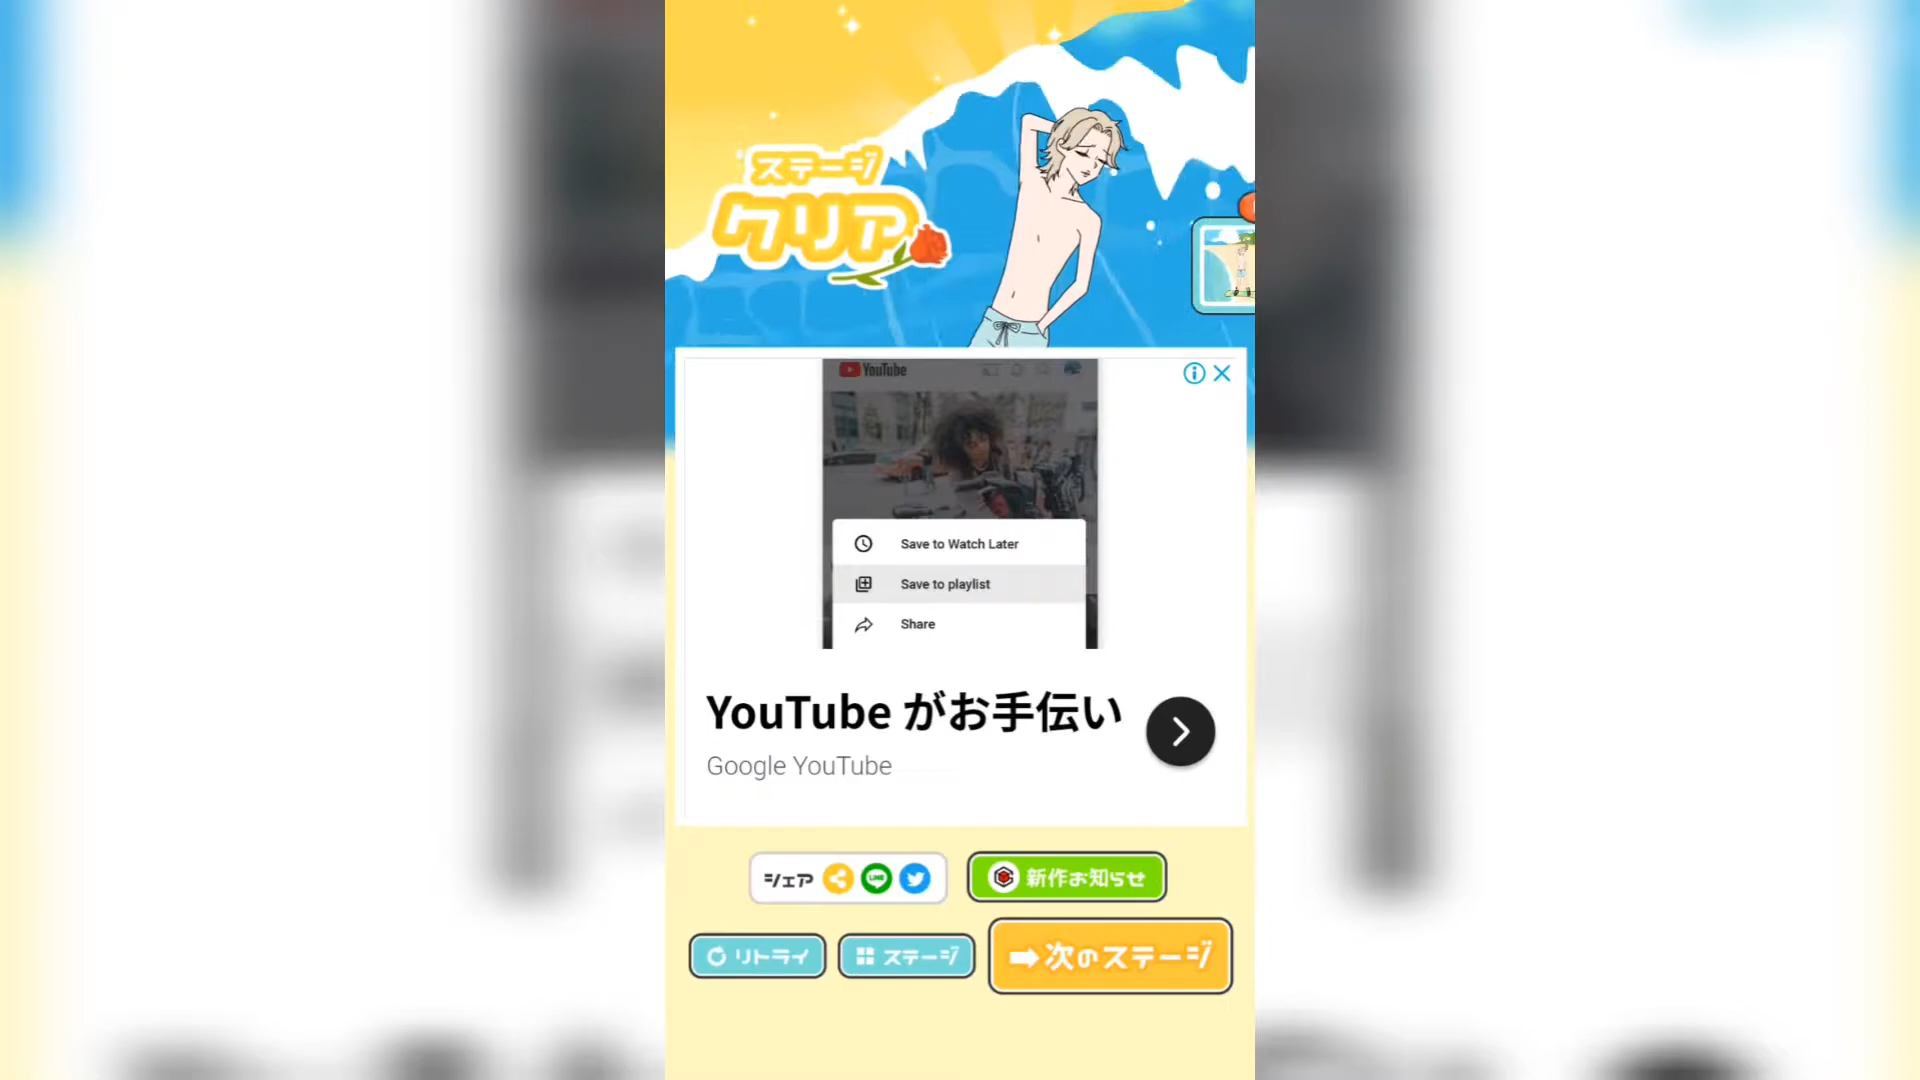 ステージ
クリア
YouTube
Save to Watch Later
Save to playlist
Share
YouTube がお手伝い
Google YouTube
シェア
LINE
新作お知らせ
リトライ
ステージ
次のステージ